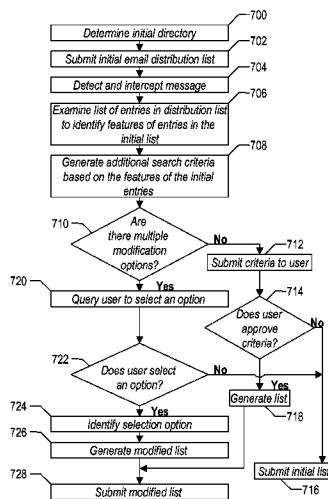 700
Determine initial directory
702
Submit initial email distribution list
704
Detect and intercept message
706
Examine list of entries in distribution list
to identify features of entries in the
initial list
708
Generate additional search criteria
based on the features of the initial
entries
710
Are
there multiple
modification
options?
No
712
Submit criteria to user
714
Does user
approve
criteria?
Yes
720
Query user to select an option
722
Does user select
an option?
No
Yes
Generate list
718
724
Yes
Identify selection option
726
Generate modified list
728
Submit modified list
Submit initial list
716